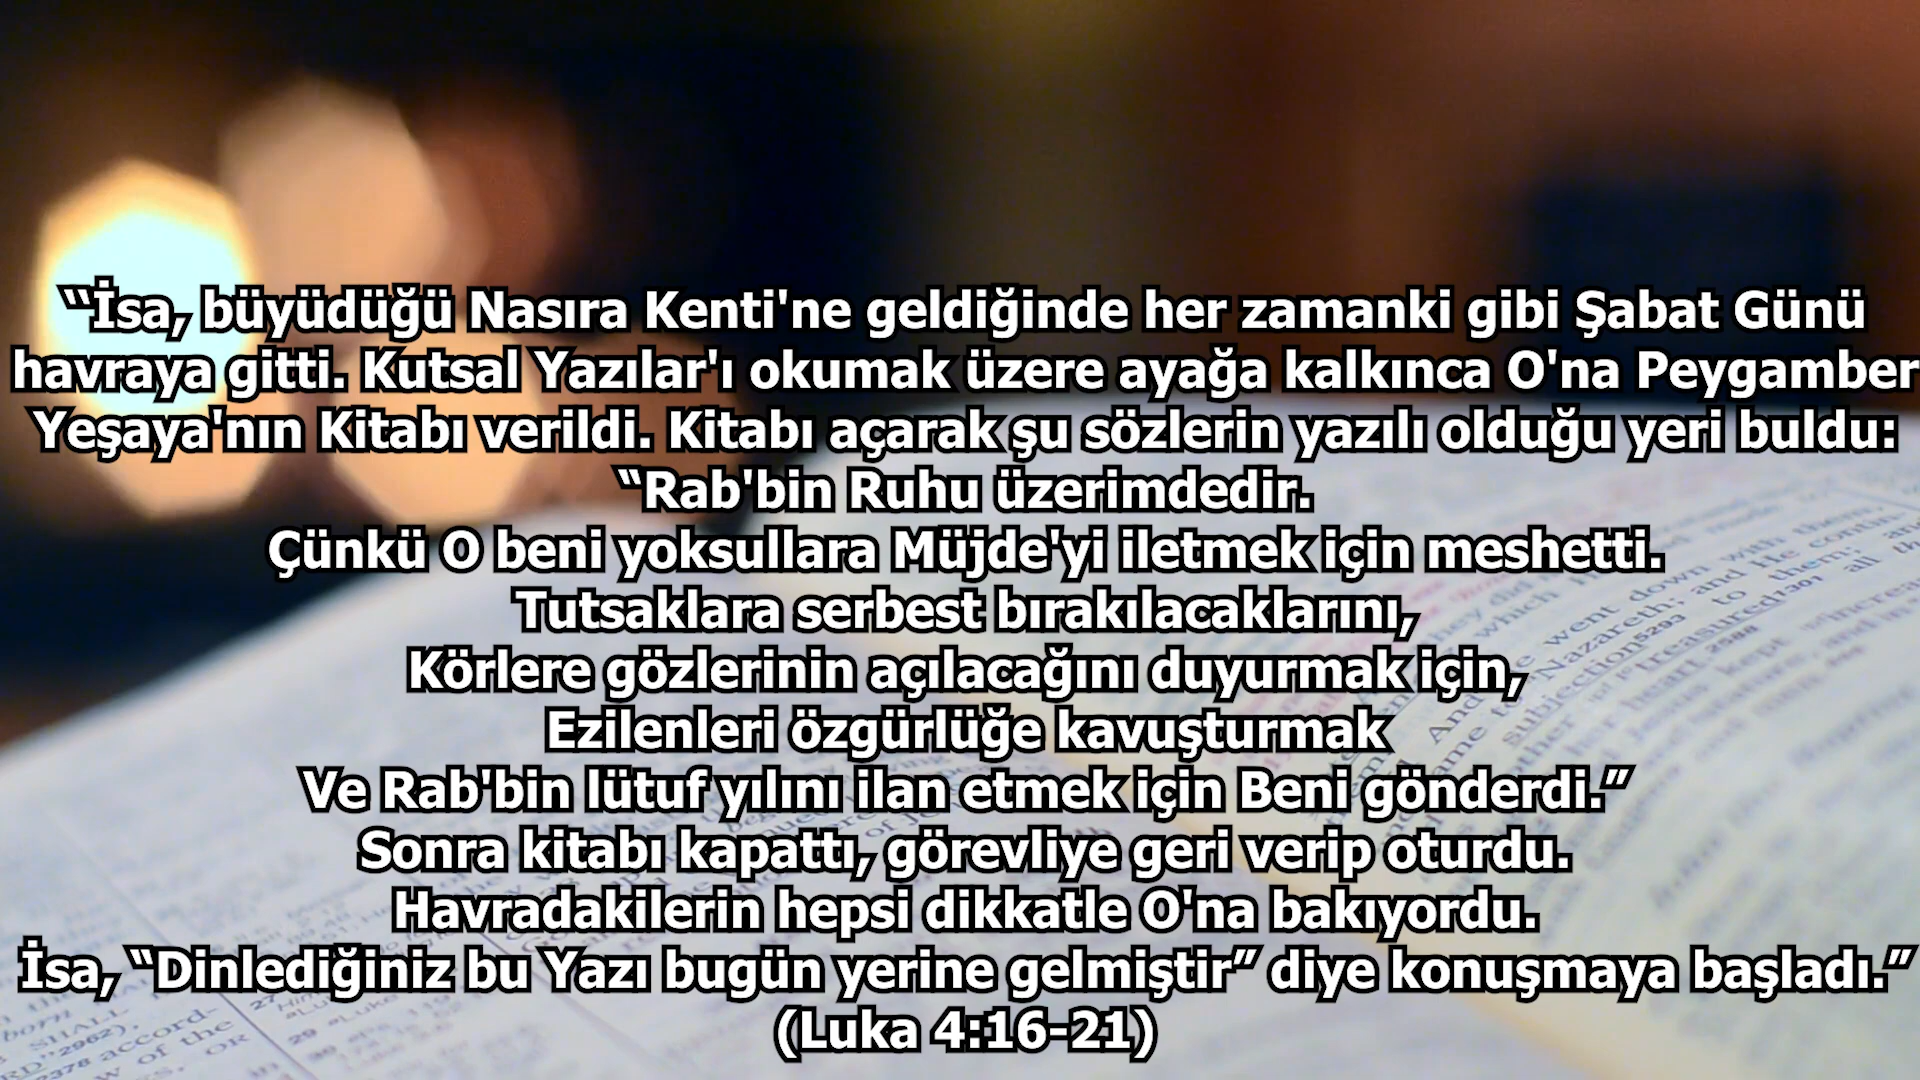 “İsa, büyüdüğü Nasıra Kenti'ne geldiğinde her zamanki gibi Şabat Günü
havraya gitti. Kutsal Yazılar'ı okumak üzere ayağa kalkınca O'na Peygamber
Yeşaya'nın Kitabı verildi. Kitabı açarak şu sözlerin yazılı olduğu yeri buldu:
“Rab'bin Ruhu üzerimdedir.
Çünkü O beni yoksullara Müjde'yi iletmek için meshetti.
Tutsaklara serbest bırakılacaklarını,
Körlere gözlerinin açılacağını duyurmak için,
Ezilenleri özgürlüğe kavuşturmak
Ve Rab'bin lütuf yılını ilan etmek için Beni gönderdi.”
Sonra kitabı kapattı, görevliye geri verip oturdu.
Havradakilerin hepsi dikkatle O'na bakıyordu.
İsa, “Dinlediğiniz bu Yazı bugün yerine gelmiştir” diye konuşmaya başladı.”
(Luka 4:16-21)